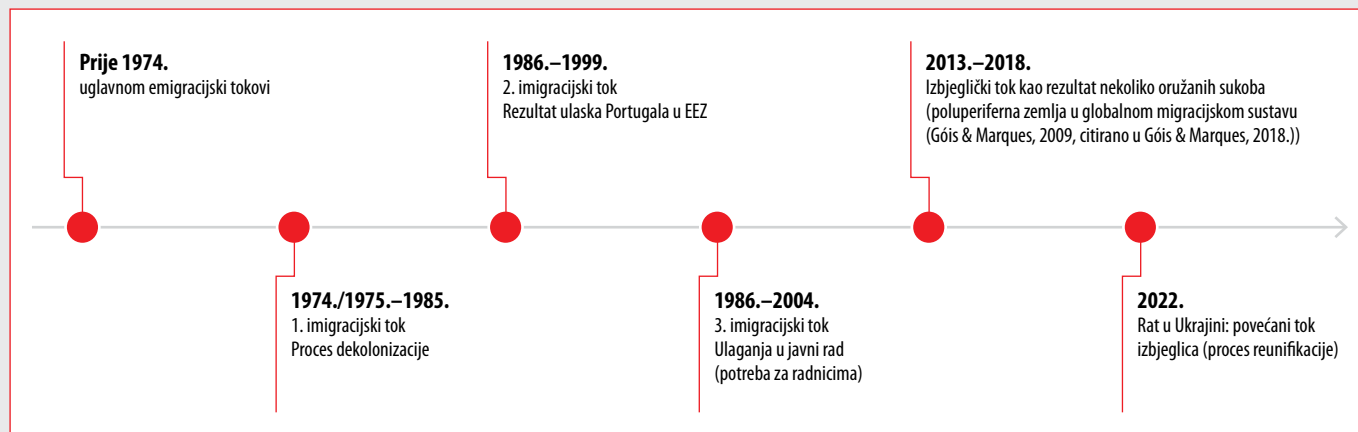 Prije 1974.
uglavnom emigracijski tokovi
1974./1975.–1985.
1. imigracijski tok
Proces dekolonizacije
1986.–1999.
2. imigracijski tok
Rezultat ulaska Portugala u EEZ
1986.–2004.
3. imigracijski tok
Ulaganja u javni rad
(potreba za radnicima)
2013.–2018.
Izbjeglički tok kao rezultat nekoliko oružanih sukoba
(poluperiferna zemlja u globalnom migracijskom sustavu
(Góis & Marques, 2009, citirano u Góis & Marques, 2018.))
2022.
Rat u Ukrajini: povećani tok
izbjeglica (proces reunifikacije)